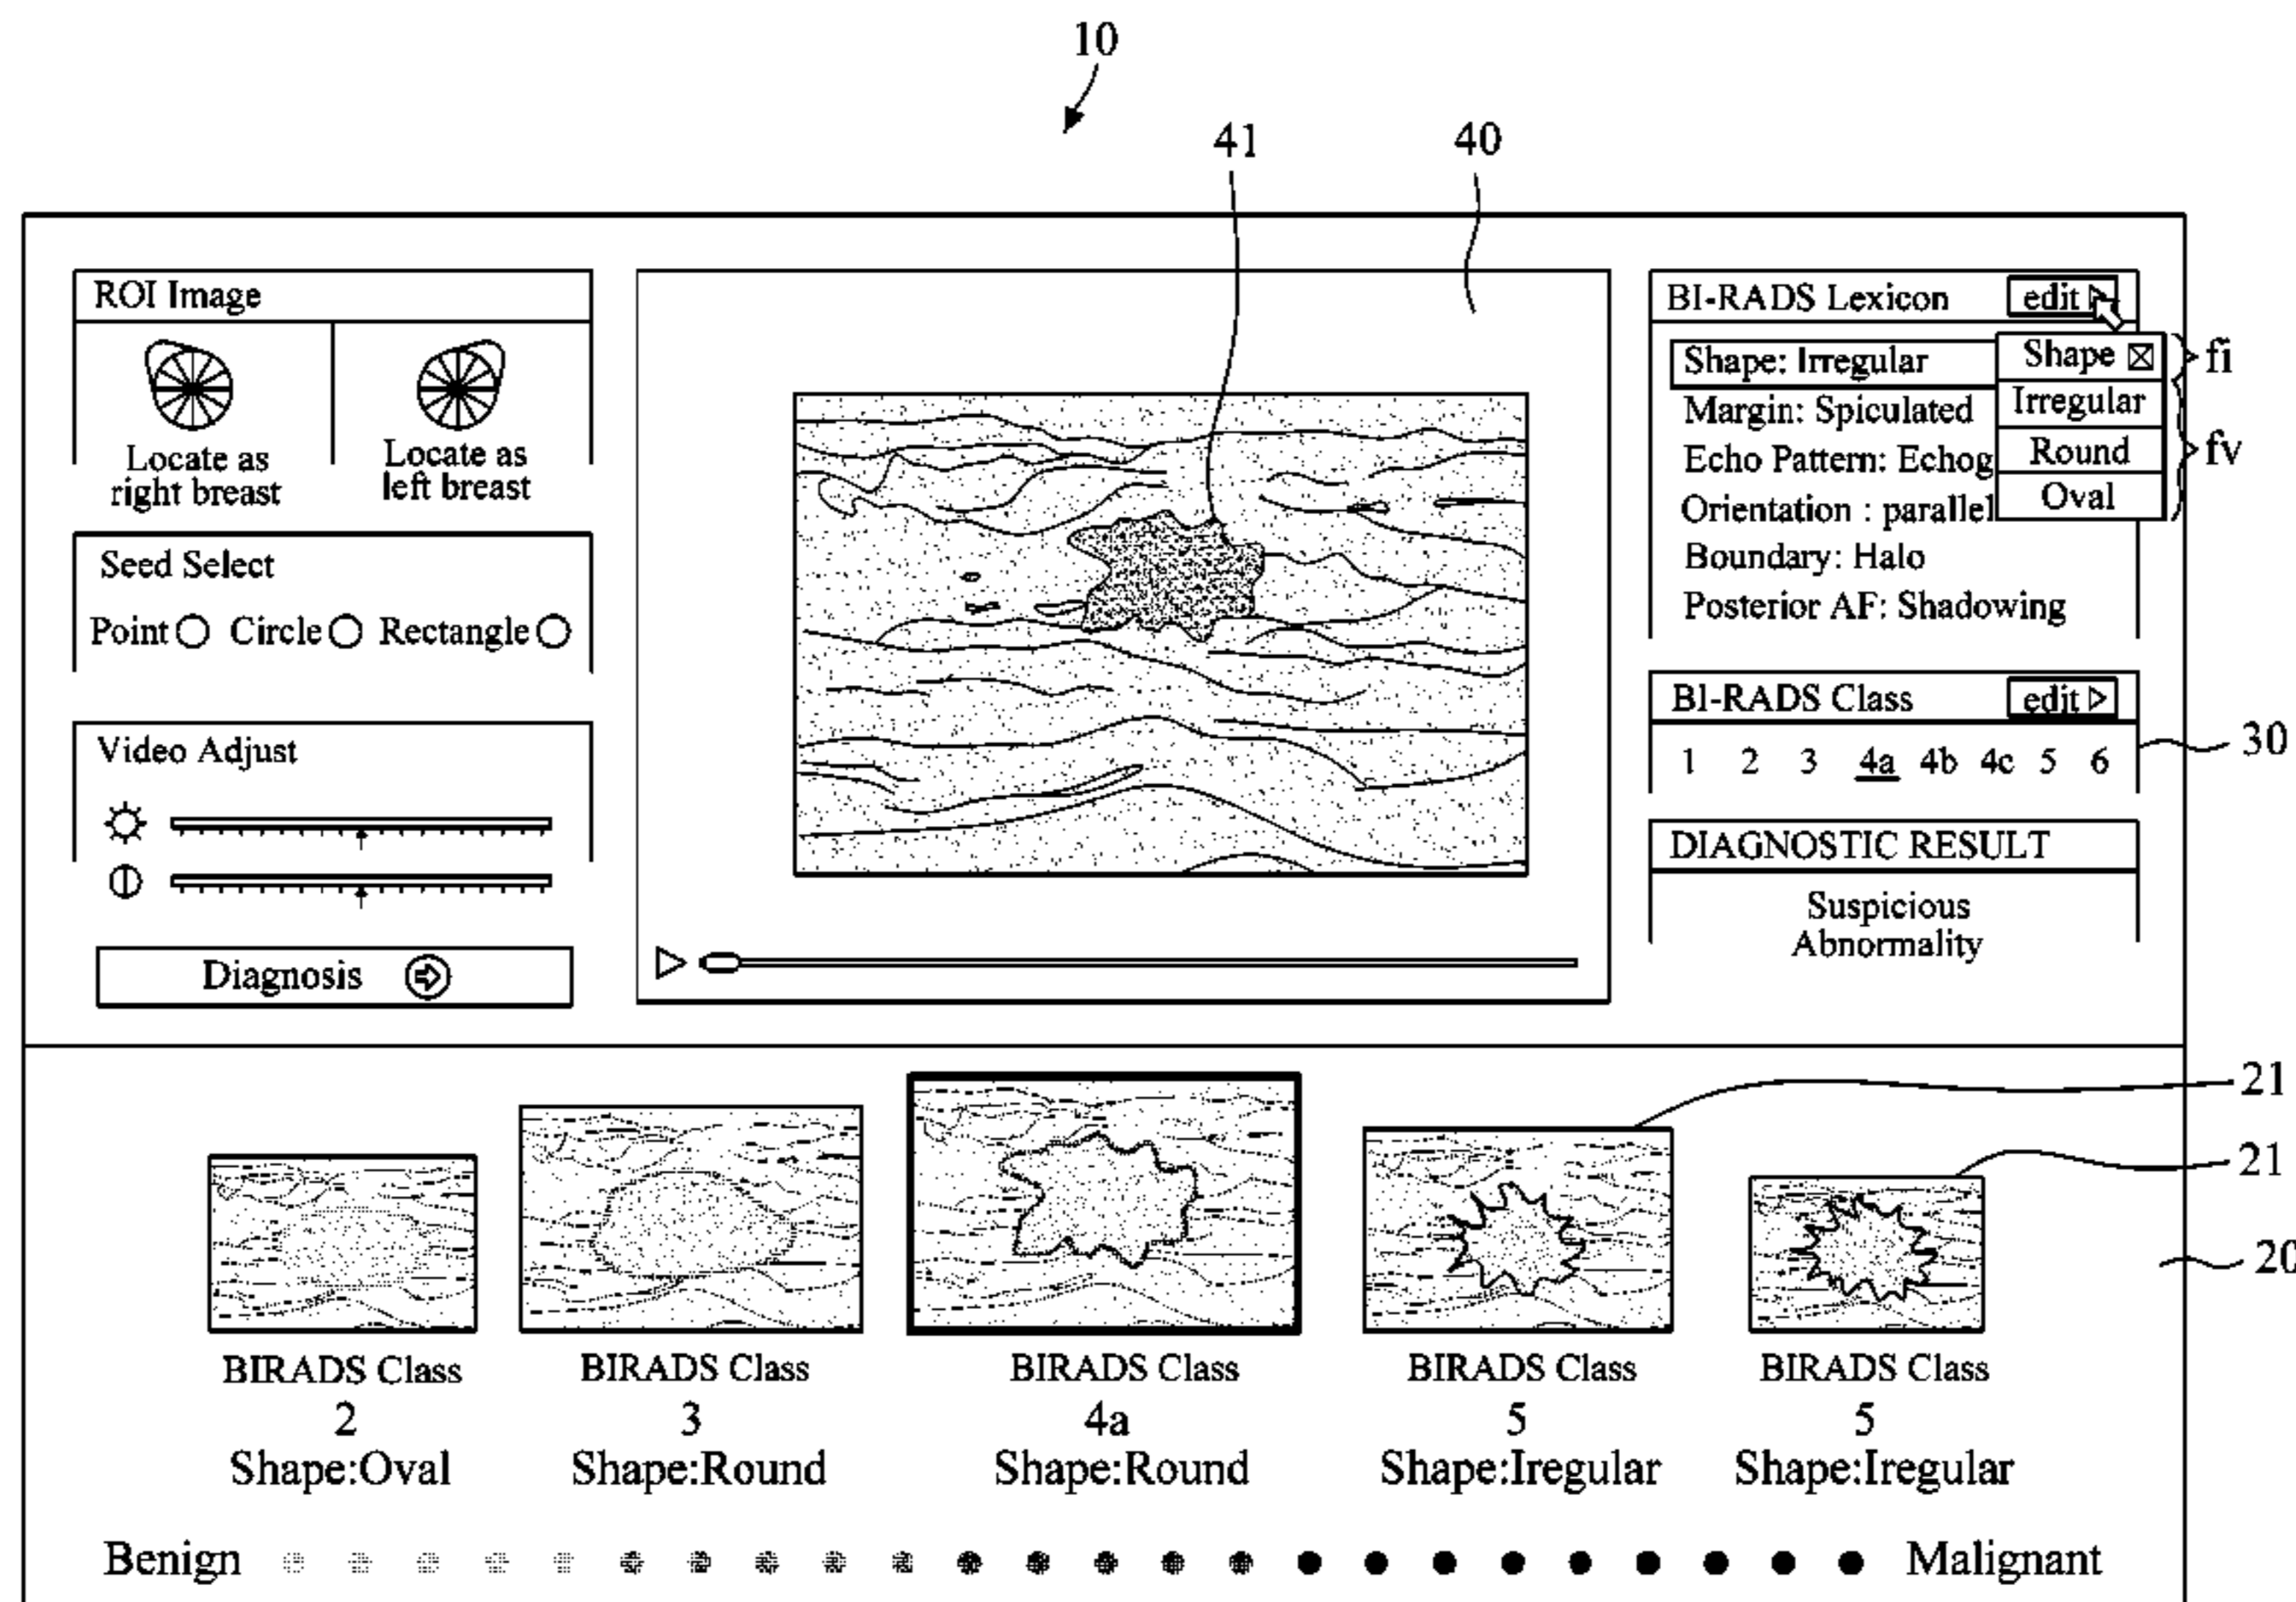 10
41
40
ROI Image
Locate as
right breast
Locate as
left breast
Seed Select
Point Circle Rectangle
Video Adjust
Diagnosis
BI-RADS Lexicon edit
Shape: Irregular
Margin: Spiculated
Echo Pattern: Echog
Orientation : parallel
Boundary: Halo
Posterior AF: Shadowing
Shape
Irregular
Round
Oval
fi
fv
BI-RADS Class edit
1 2 3 4a 4b 4c 5 6
30
DIAGNOSTIC RESULT
Suspicious
Abnormality
21
21
20
BIRADS Class
2
Shape:Oval
BIRADS Class
3
Shape:Round
BIRADS Class
4a
Shape:Round
BIRADS Class
5
Shape:Iregular
BIRADS Class
5
Shape:Iregular
Benign Malignant